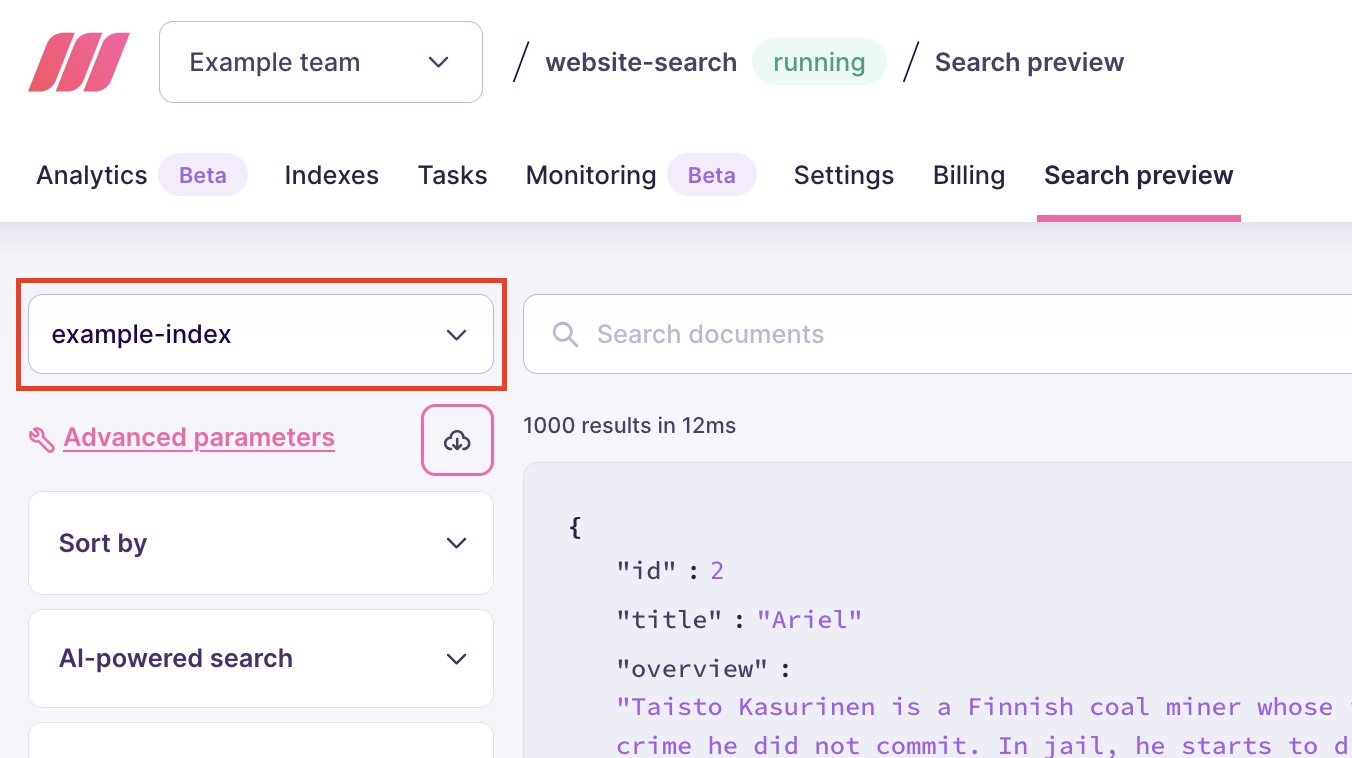 Example team / website-search running / Search preview
Analytics Beta Indexes Tasks Monitoring Beta Settings Billing Search preview
example-index
Search documents
Advanced parameters
1000 results in 12ms
Sort by
AI-powered search
{
"id" : 2
"title" : "Ariel"
"overview" :
"Taisto Kasurinen is a Finnish coal miner whose
crime he did not commit. In jail, he starts to